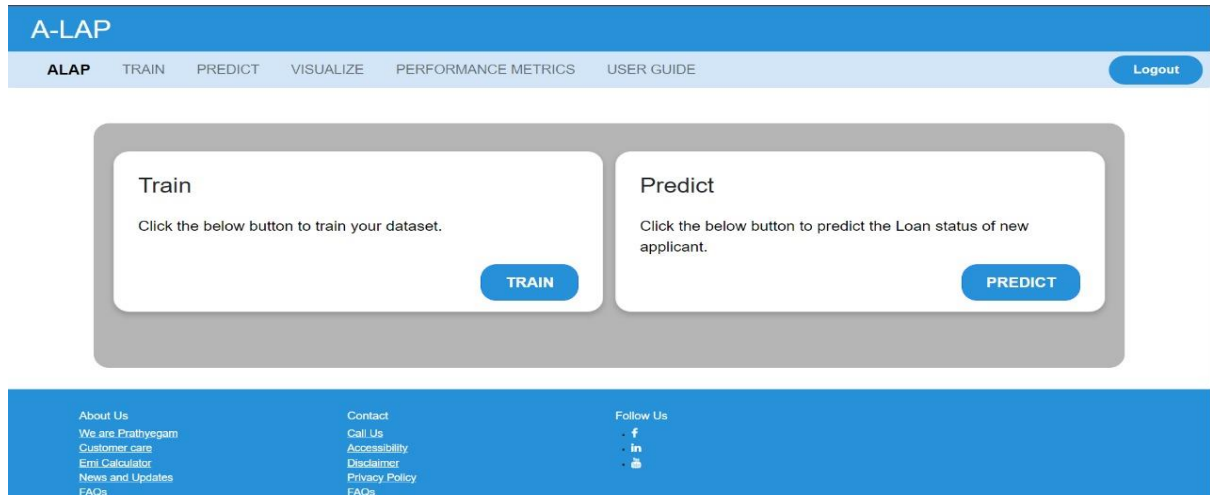 A-LAP
ALAP TRAIN PREDICT VISUALIZE PERFORMANCE METRICS USER GUIDE Logout
Train
Click the below button to train your dataset.
TRAIN
Predict
Click the below button to predict the Loan status of new
applicant.
PREDICT
About Us
We are Prathyegam
Customer care
Emi Calculator
News and Updates
FAQs
Contact
Call Us
Accessibility
Disclaimer
Privacy Policy
FAQs
Follow Us
f
in